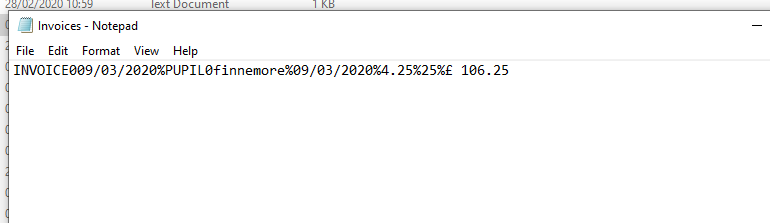 28/02/2020 10:59 Text Document 1 KB
Invoices - Notepad
File Edit Format View Help
INVOICE009/03/2020%PUPIL0finnemore%09/03/2020%4.25%25%£ 106.25